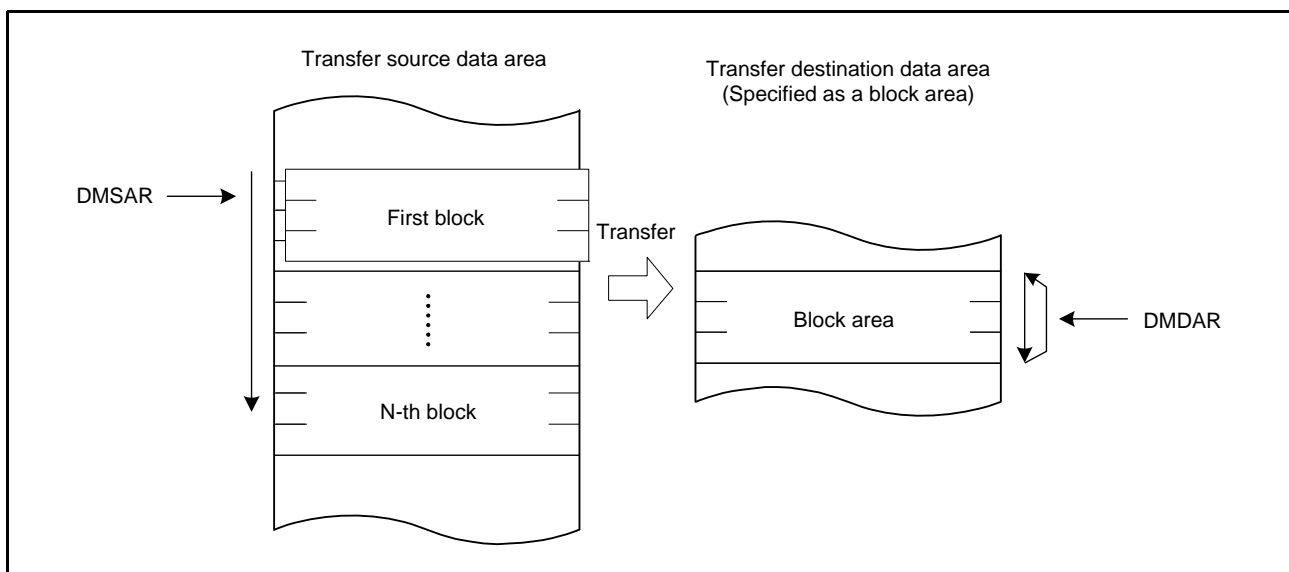 Transfer source data area
Transfer destination data area
(Specified as a block area)
DMSAR
First block
Transfer
Block area
DMDAR
N-th block